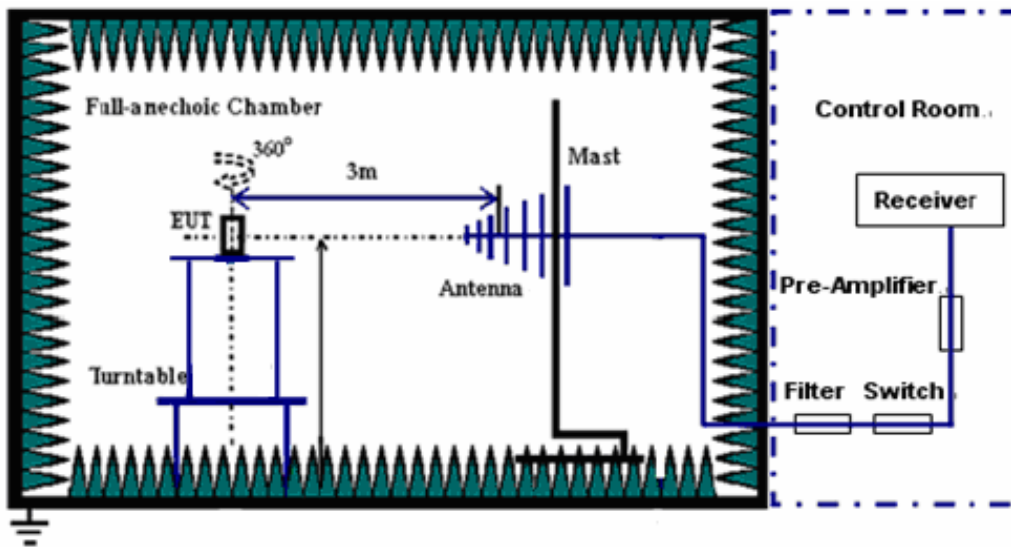 Full-anechoic Chamber
360°
3m
Mast
EUT
Antenna
Turntable
Control Room
Receiver
Pre-Amplifier
Filter
Switch